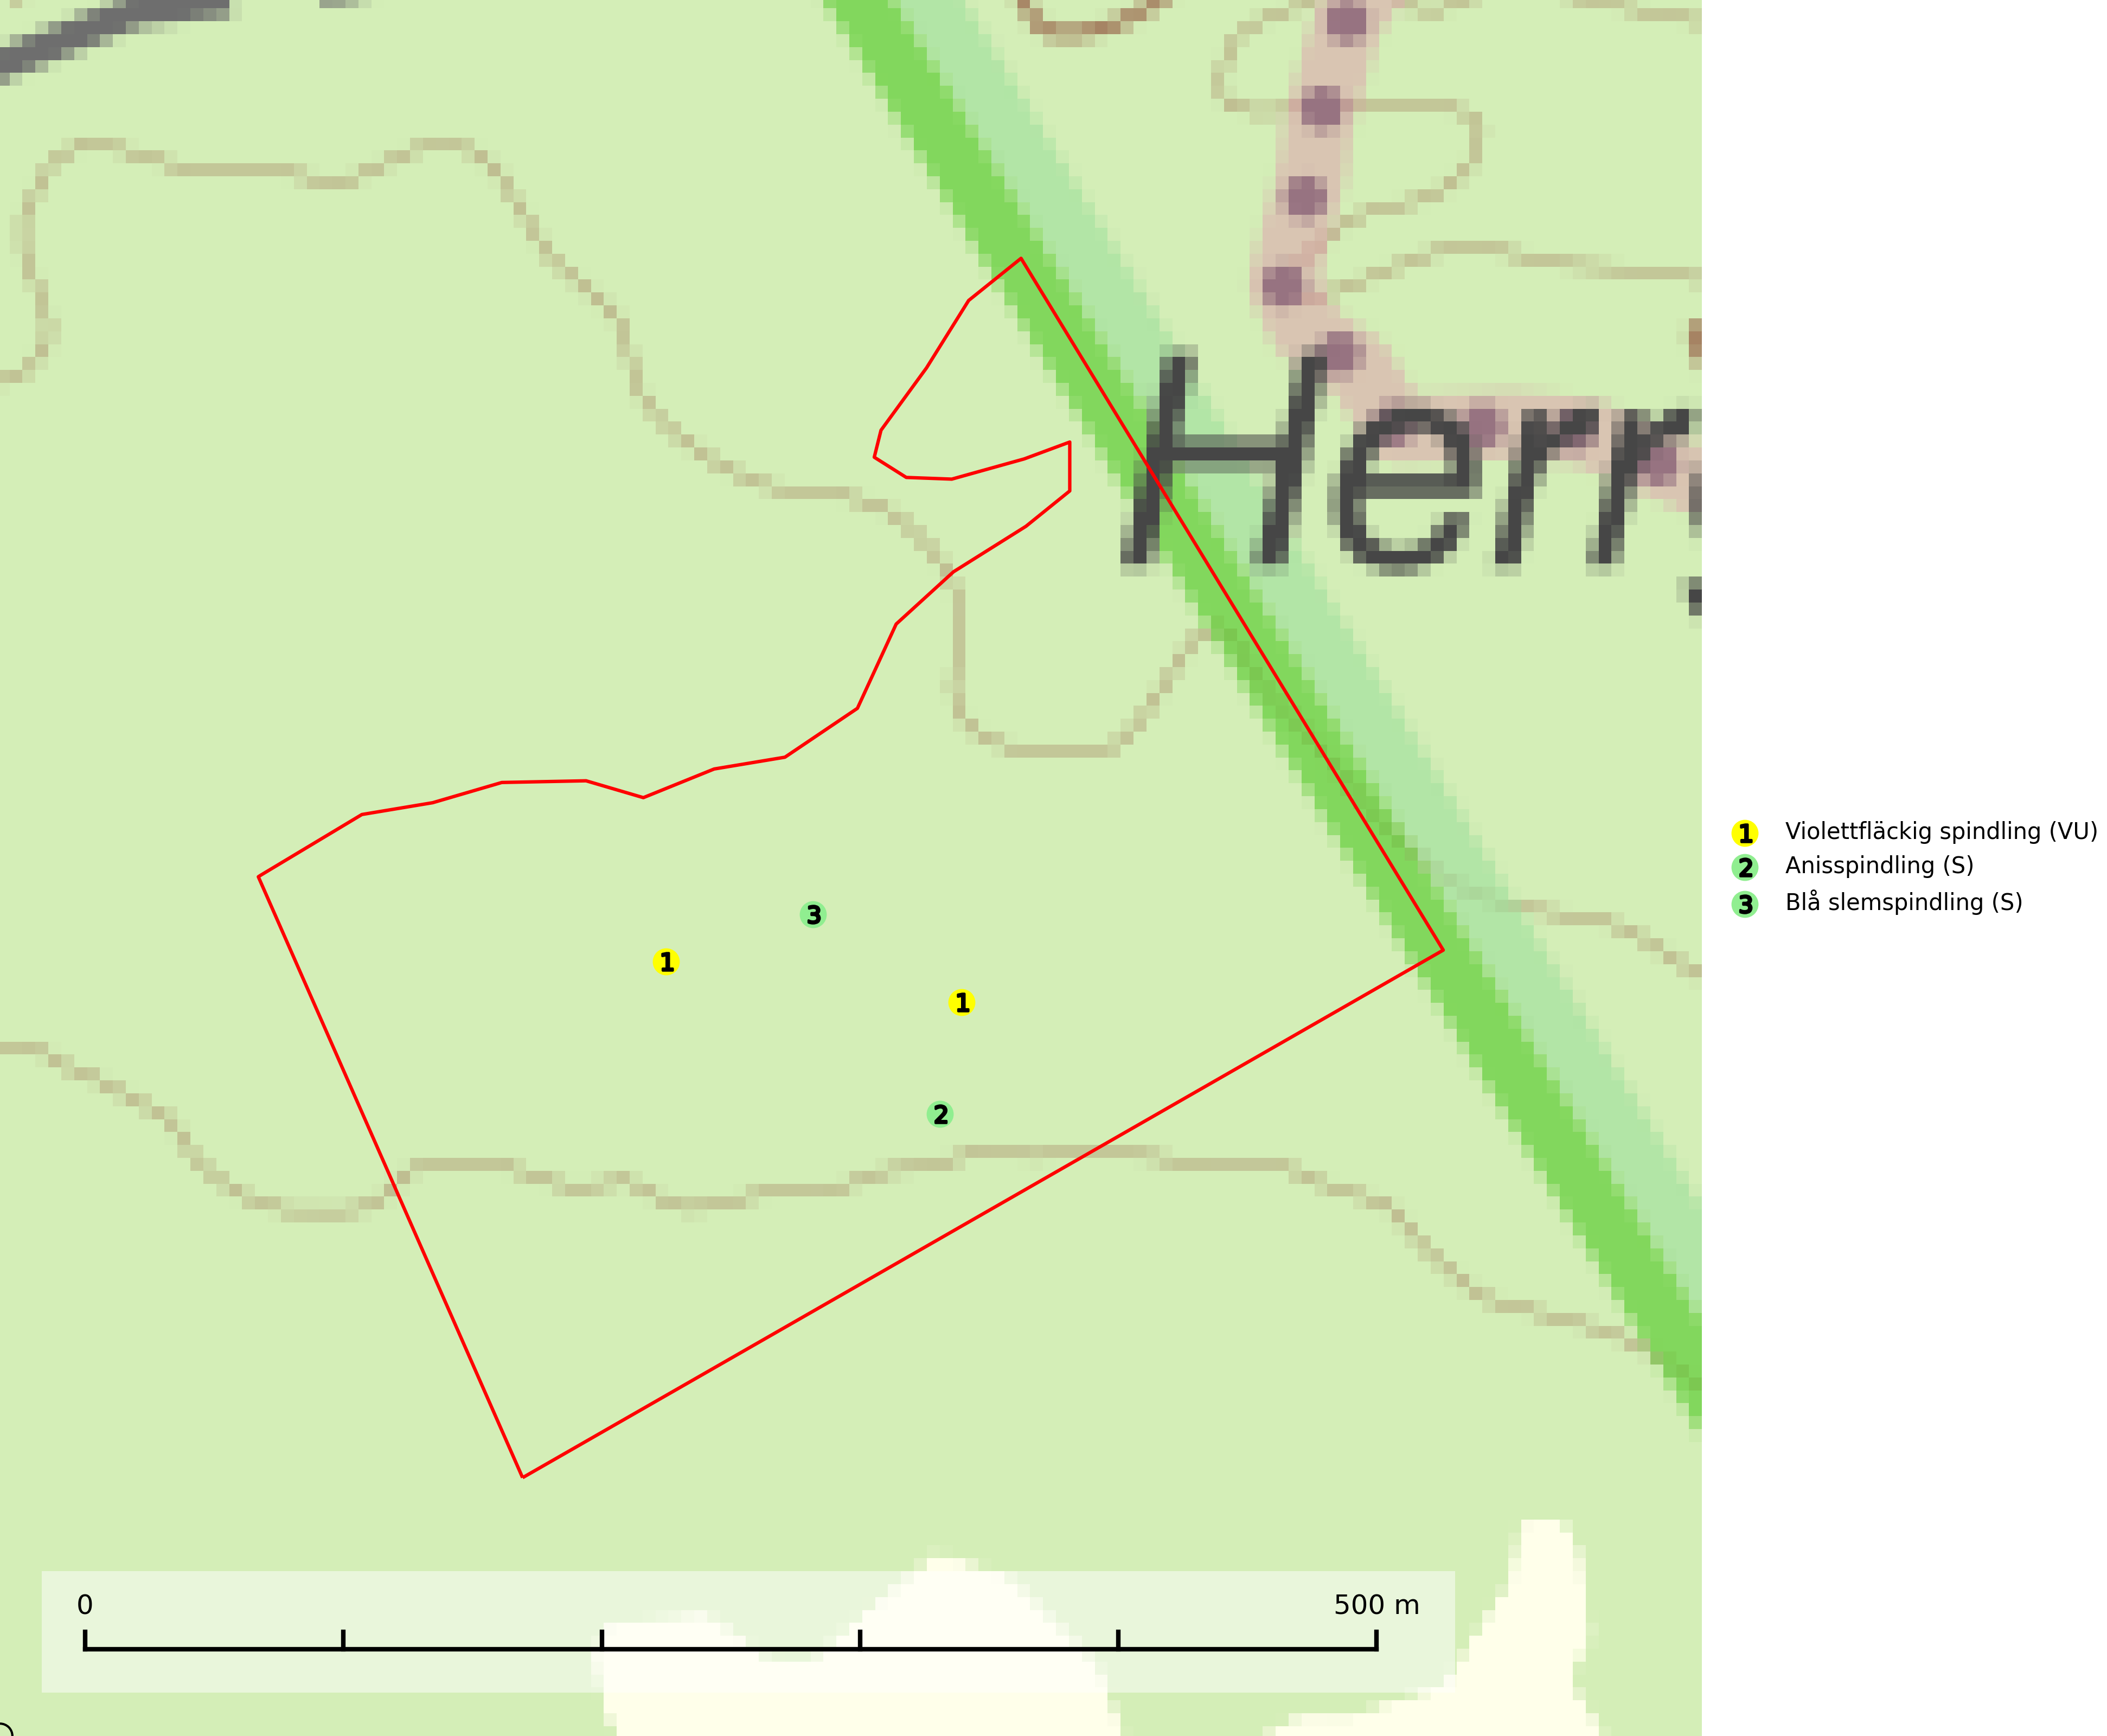 Herr
1 Violettfläckig spindling (VU)
2 Anisspindling (S)
3 Blå slemspindling (S)
3
1
1
2
0 500 m